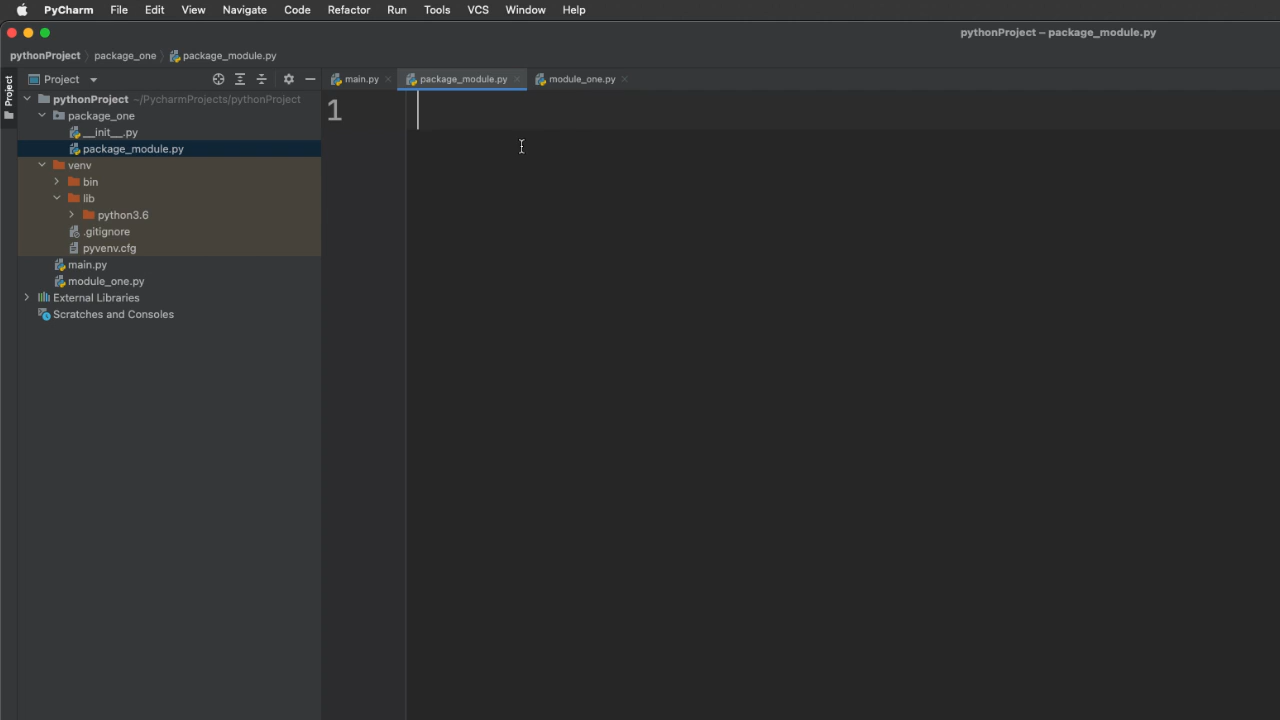 PyCharm File Edit View Navigate Code Refactor Run Tools VCS Window Help
pythonProject – package_module.py
pythonProject package_one package_module.py
Project
Project
main.py package_module.py module_one.py
pythonProject ~/PycharmProjects/pythonProject
1
package_one
__init__.py
package_module.py
venv
bin
lib
python3.6
.gitignore
pyvenv.cfg
main.py
module_one.py
External Libraries
Scratches and Consoles